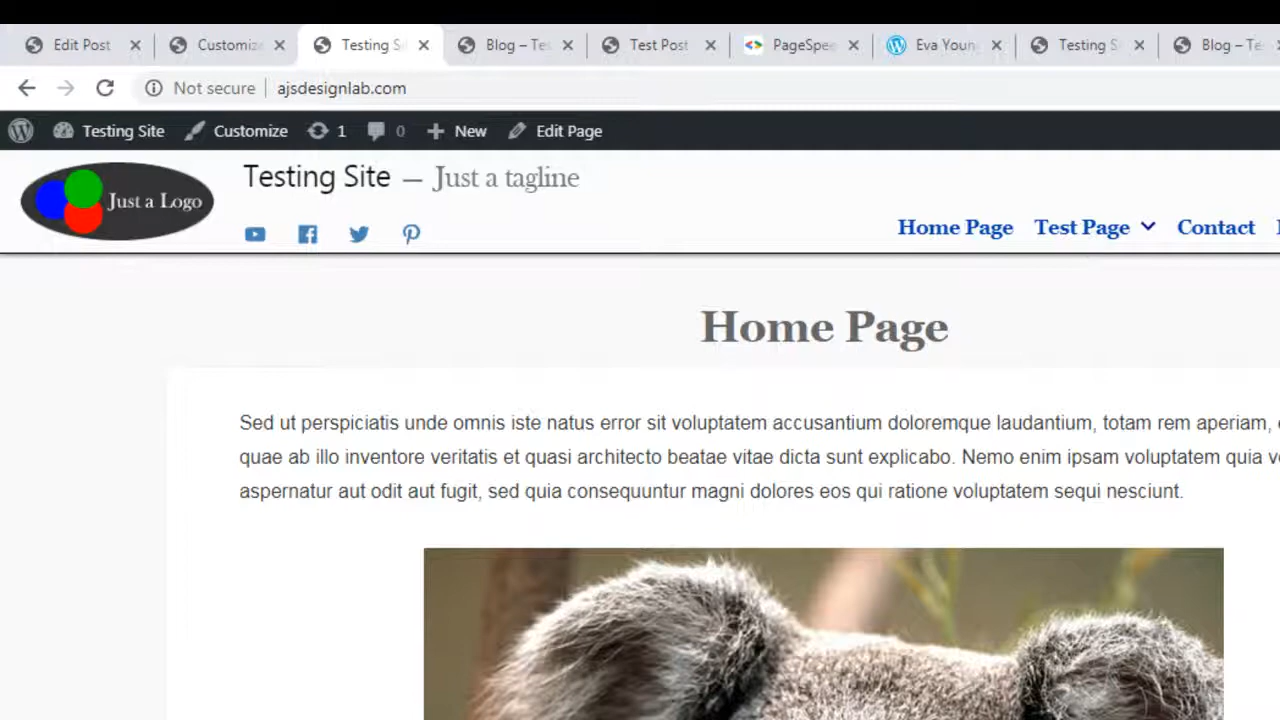 Edit Post Customiz Testing S Blog – Tes Test Post PageSpee Eva Youn Testing S Blog – Te
Not secure ajsdesignlab.com
Testing Site Customize 1 0 New Edit Page
Just a Logo
Testing Site — Just a tagline
Home Page Test Page Contact
Home Page
Sed ut perspiciatis unde omnis iste natus error sit voluptatem accusantium doloremque laudantium, totam rem aperiam,
quae ab illo inventore veritatis et quasi architecto beatae vitae dicta sunt explicabo. Nemo enim ipsam voluptatem quia
aspernatur aut odit aut fugit, sed quia consequuntur magni dolores eos qui ratione voluptatem sequi nesciunt.